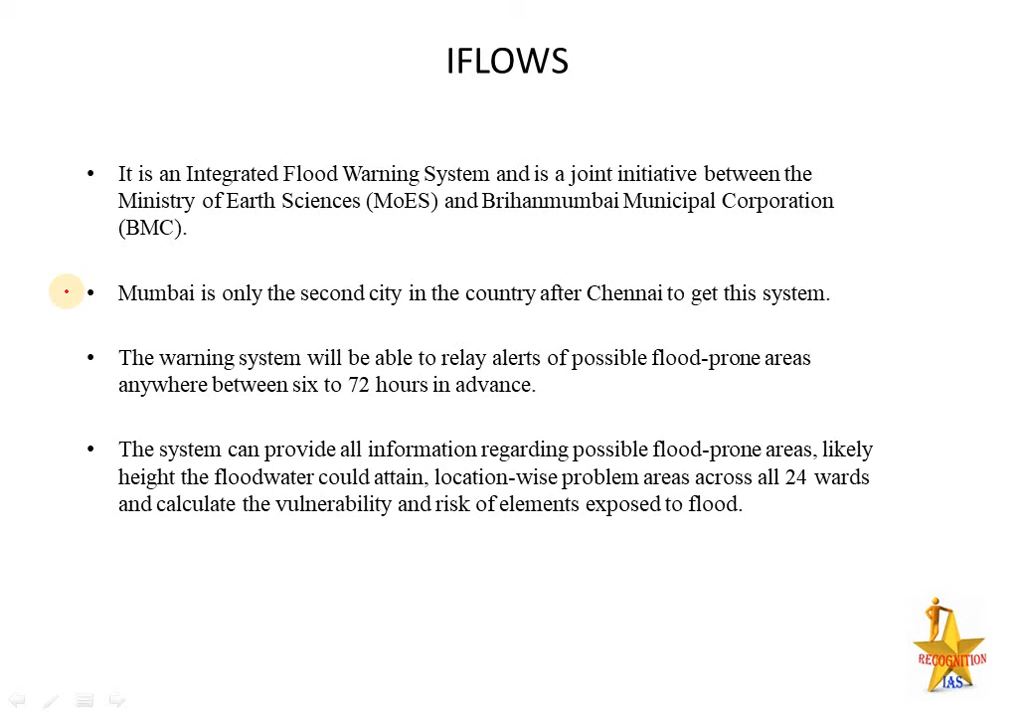 IFLOWS
• It is an Integrated Flood Warning System and is a joint initiative between the
Ministry of Earth Sciences (MoES) and Brihanmumbai Municipal Corporation
(BMC).
• Mumbai is only the second city in the country after Chennai to get this system.
• The warning system will be able to relay alerts of possible flood-prone areas
anywhere between six to 72 hours in advance.
• The system can provide all information regarding possible flood-prone areas, likely
height the floodwater could attain, location-wise problem areas across all 24 wards
and calculate the vulnerability and risk of elements exposed to flood.
RECOGNITION
IAS